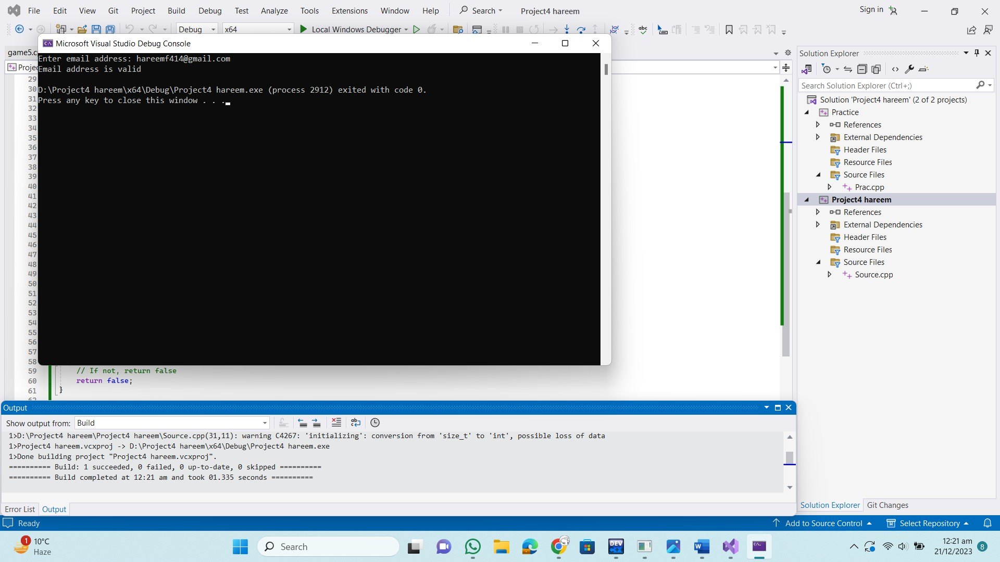 File Edit View Git Project Build Debug Test Analyze Tools Extensions Window Help Search Project4 hareem Sign in
Debug x64 Local Windows Debugger
Microsoft Visual Studio Debug Console
game5.c
Enter email address: hareemf414@gmail.com
Projec
Email address is valid
D:\Project4 hareem\x64\Debug\Project4 hareem.exe (process 2912) exited with code 0.
Press any key to close this window . . .
29
30
31
32
33
34
35
36
37
38
39
40
41
42
43
44
45
46
47
48
49
50
51
52
53
54
55
56
57
58
59 // If not, return false
60 return false;
61 }
62
Solution Explorer
Search Solution Explorer (Ctrl+;)
Solution 'Project4 hareem' (2 of 2 projects)
Practice
References
External Dependencies
Header Files
Resource Files
Source Files
Prac.cpp
Project4 hareem
References
External Dependencies
Header Files
Resource Files
Source Files
Source.cpp
Solution Explorer Git Changes
Output
Show output from: Build
1>D:\Project4 hareem\Project4 hareem\Source.cpp(31,11): warning C4267: 'initializing': conversion from 'size_t' to 'int', possible loss of data
1>Project4 hareem.vcxproj -> D:\Project4 hareem\x64\Debug\Project4 hareem.exe
1>Done building project "Project4 hareem.vcxproj".
========== Build: 1 succeeded, 0 failed, 0 up-to-date, 0 skipped ==========
========== Build completed at 12:21 am and took 01.335 seconds ==========
Error List Output
Ready Add to Source Control Select Repository
1 10°C
Haze
Search
DEV
12:21 am
21/12/2023
8